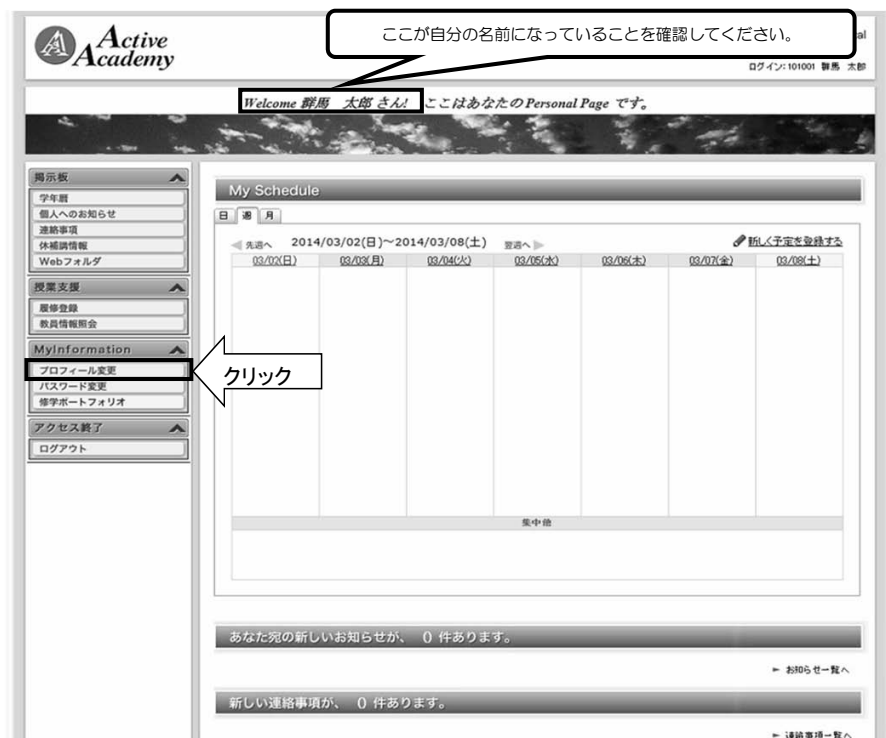 Active
Academy
ここが自分の名前になっていることを確認してください。
al
ログイン:101001 群馬 太郎
Welcome 群馬 太郎 さん! ここはあなたの Personal Page です。
掲示板
学年暦
個人へのお知らせ
連絡事項
休補講情報
Webフォルダ
授業支援
履修登録
教員情報照会
MyInformation
プロフィール変更
パスワード変更
修学ポートフォリオ
アクセス終了
ログアウト
クリック
My Schedule
日 週 月
先週へ 2014/03/02(日)～2014/03/08(土) 翌週へ 新しく予定を登録する
03/02(日) 03/03(月) 03/04(火) 03/05(水) 03/06(木) 03/07(金) 03/08(土)
集中他
あなた宛の新しいお知らせが、 0 件あります。
お知らせ一覧へ
新しい連絡事項が、 0 件あります。
連絡事項一覧へ